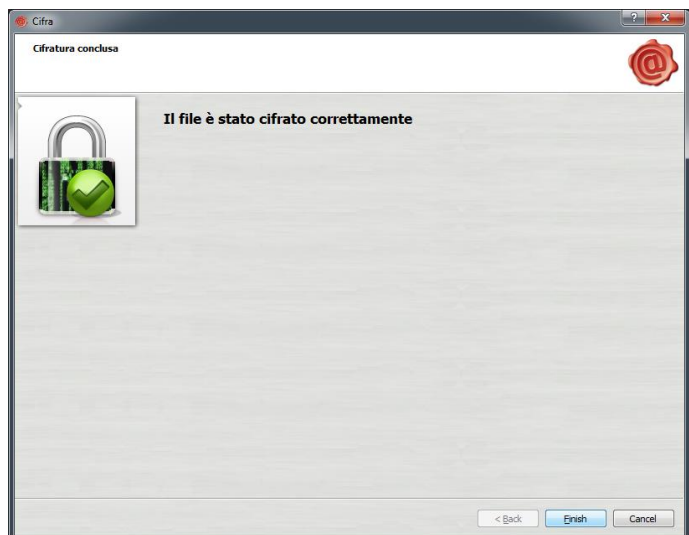 Cifra
Cifratura conclusa
Il file è stato cifrato correttamente
< Back
Finish
Cancel